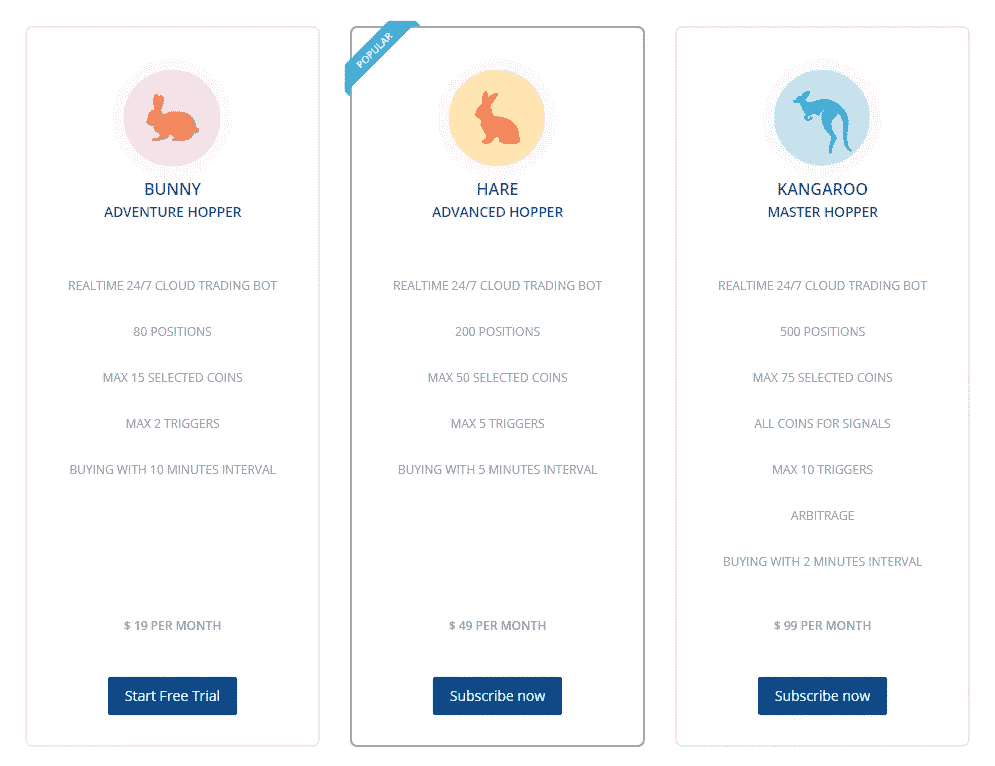 BUNNY
ADVENTURE HOPPER
REALTIME 24/7 CLOUD TRADING BOT
80 POSITIONS
MAX 15 SELECTED COINS
MAX 2 TRIGGERS
BUYING WITH 10 MINUTES INTERVAL
$ 19 PER MONTH
Start Free Trial
POPULAR
HARE
ADVANCED HOPPER
REALTIME 24/7 CLOUD TRADING BOT
200 POSITIONS
MAX 50 SELECTED COINS
MAX 5 TRIGGERS
BUYING WITH 5 MINUTES INTERVAL
$ 49 PER MONTH
Subscribe now
KANGAROO
MASTER HOPPER
REALTIME 24/7 CLOUD TRADING BOT
500 POSITIONS
MAX 75 SELECTED COINS
ALL COINS FOR SIGNALS
MAX 10 TRIGGERS
ARBITRAGE
BUYING WITH 2 MINUTES INTERVAL
$ 99 PER MONTH
Subscribe now